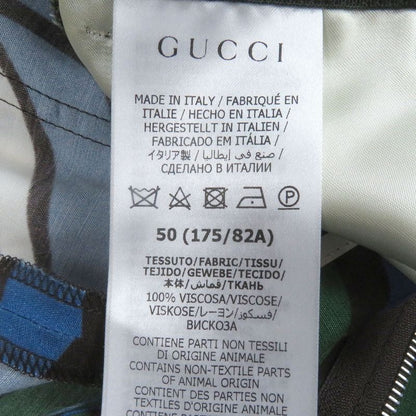 GUCCI
MADE IN ITALY / FABRIQUÉ EN
ITALIE / HECHO EN ITALIA /
HERGESTELLT IN ITALIEN /
FABRICADO EM ITÁLIA /
イタリア製 / صنع في إيطاليا /
СДЕЛАНО В ИТАЛИИ
P
50 (175/82A)
TESSUTO/FABRIC/TISSU/
TEJIDO/GEWEBE/TECIDO/
本体/قماش/ТКАНЬ
100% VISCOSA/VISCOSE/
VISKOSE/レーヨン/فسكوز/
ВИСКОЗА
CONTIENE PARTI NON TESSILI
DI ORIGINE ANIMALE
CONTAINS NON-TEXTILE PARTS
OF ANIMAL ORIGIN
CONTIENT DES PARTIES NON
D'ORIGINE